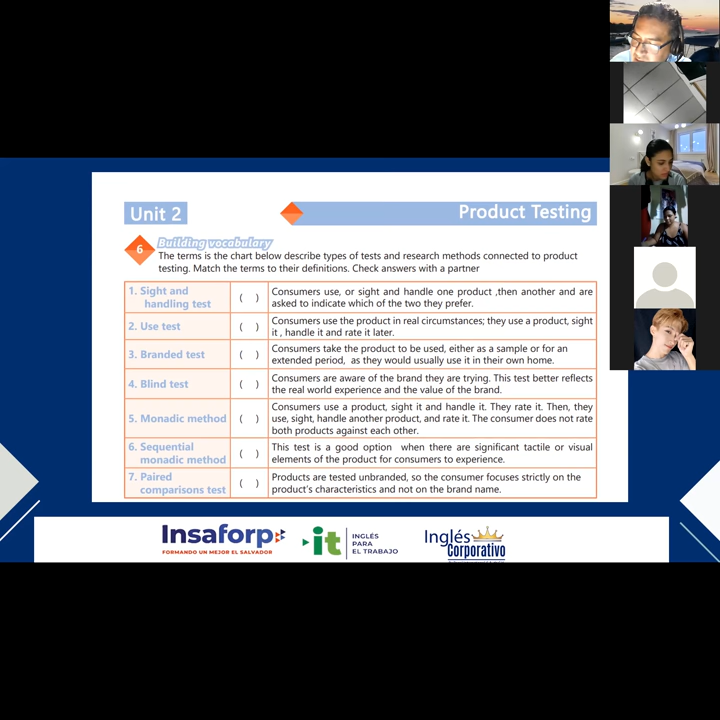 Unit 2
Product Testing
6
Building vocabulary
The terms is the chart below describe types of tests and research methods connected to product
testing. Match the terms to their definitions. Check answers with a partner
1. Sight and
handling test
( )
Consumers use, or sight and handle one product ,then another and are
asked to indicate which of the two they prefer.
2. Use test
( )
Consumers use the product in real circumstances; they use a product, sight
it , handle it and rate it later.
3. Branded test
( )
Consumers take the product to be used, either as a sample or for an
extended period, as they would usually use it in their own home.
4. Blind test
( )
Consumers are aware of the brand they are trying. This test better reflects
the real world experience and the value of the brand.
5. Monadic method
( )
Consumers use a product, sight it and handle it. They rate it. Then, they
use, sight, handle another product, and rate it. The consumer does not rate
both products against each other.
6. Sequential
monadic method
( )
This test is a good option when there are significant tactile or visual
elements of the product for consumers to experience.
7. Paired
comparisons test
( )
Products are tested unbranded, so the consumer focuses strictly on the
product's characteristics and not on the brand name.
Insaforp
FORMANDO UN MEJOR EL SALVADOR
it
INGLÉS
PARA
EL TRABAJO
Inglés
Corporativo